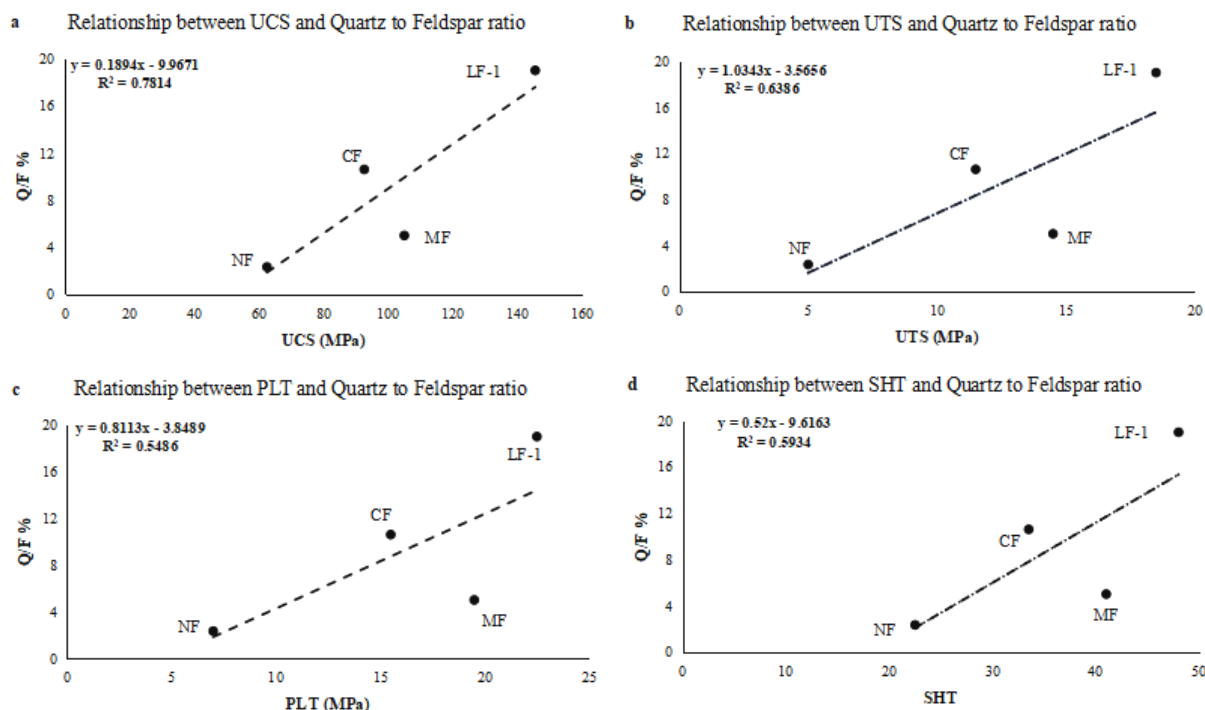 a Relationship between UCS and Quartz to Feldspar ratio
y = 0.1894x - 9.9671
R² = 0.7814
20
16
12
8
4
0
Q/F %
LF-1
CF
MF
NF
0 20 40 60 80 100 120 140 160
UCS (MPa)
b Relationship between UTS and Quartz to Feldspar ratio
y = 1.0343x - 3.5656
R² = 0.6386
20
16
12
8
4
0
Q/F %
LF-1
CF
MF
NF
0 5 10 15 20
UTS (MPa)
c Relationship between PLT and Quartz to Feldspar ratio
y = 0.8113x - 3.8489
R² = 0.5486
20
16
12
8
4
0
Q/F %
LF-1
CF
MF
NF
0 5 10 15 20 25
PLT (MPa)
d Relationship between SHT and Quartz to Feldspar ratio
y = 0.52x - 9.6163
R² = 0.5934
20
16
12
8
4
0
Q/F %
LF-1
CF
MF
NF
0 10 20 30 40 50
SHT